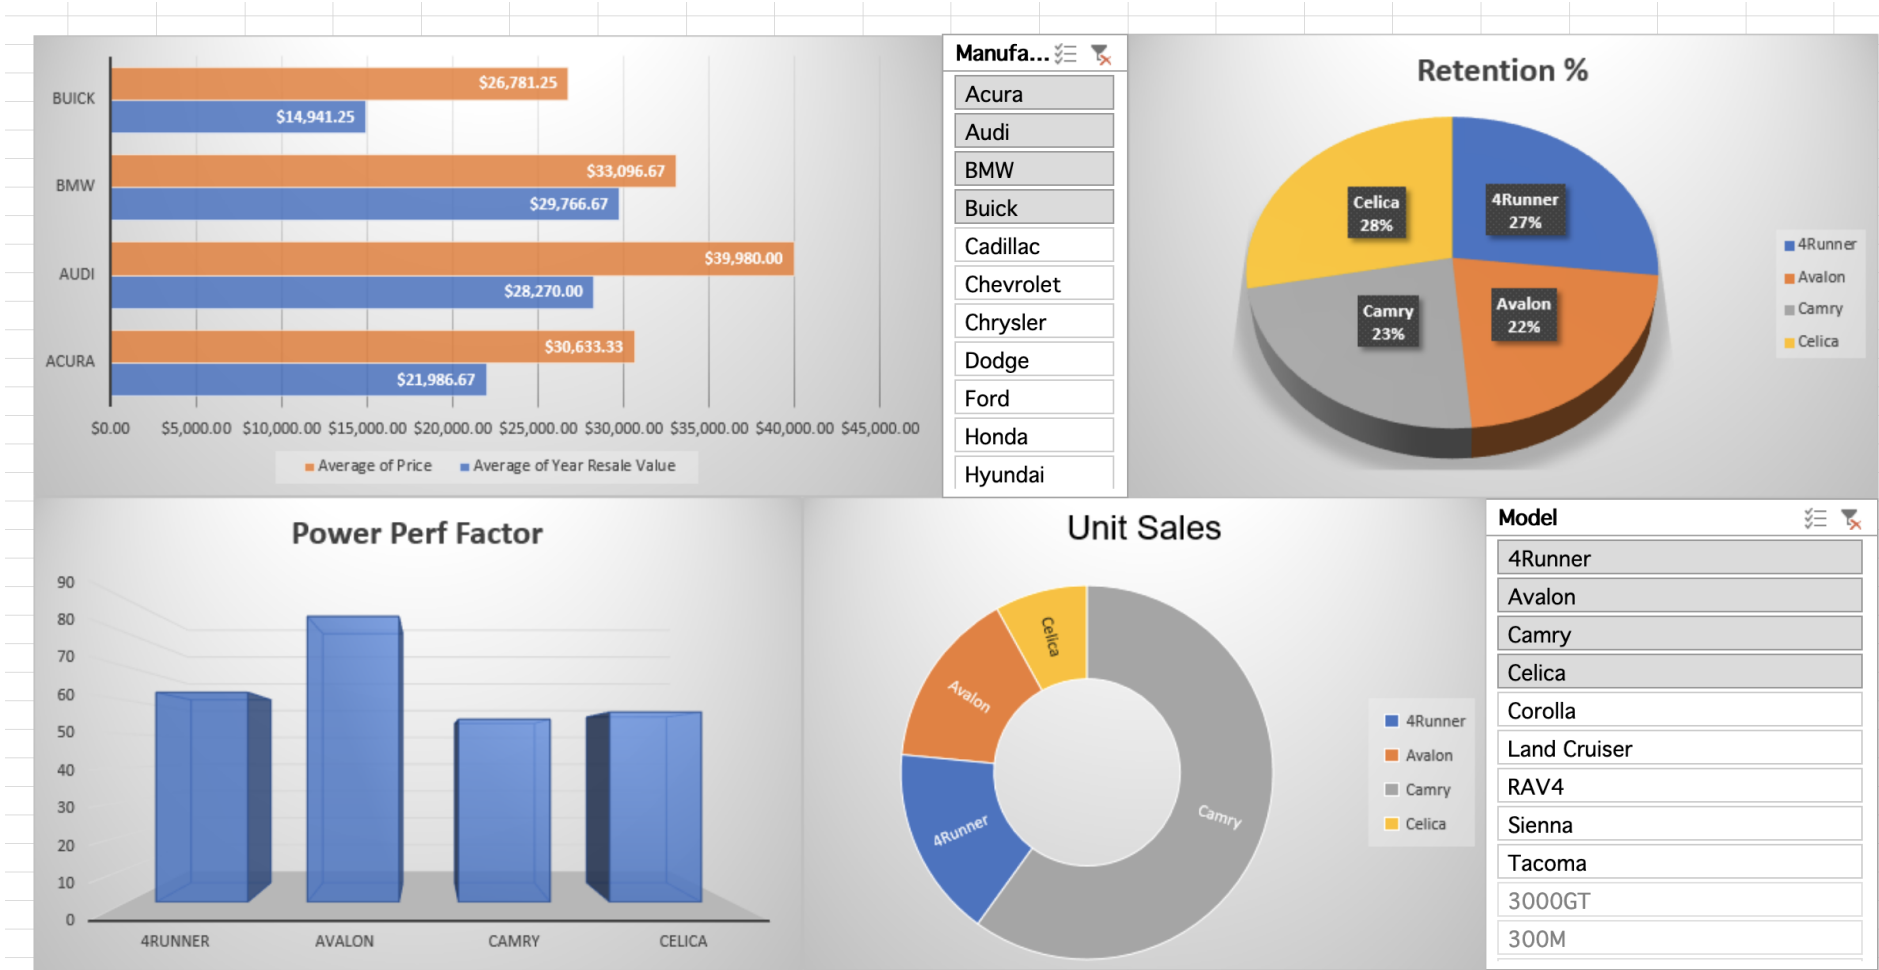 BUICK
$26,781.25
$14,941.25
BMW
$33,096.67
$29,766.67
AUDI
$39,980.00
$28,270.00
ACURA
$30,633.33
$21,986.67
$0.00 $5,000.00 $10,000.00 $15,000.00 $20,000.00 $25,000.00 $30,000.00 $35,000.00 $40,000.00 $45,000.00
Average of Price Average of Year Resale Value
Manufa...
Acura
Audi
BMW
Buick
Cadillac
Chevrolet
Chrysler
Dodge
Ford
Honda
Hyundai
Retention %
Celica
28%
4Runner
27%
Camry
23%
Avalon
22%
4Runner
Avalon
Camry
Celica
Power Perf Factor
90
80
70
60
50
40
30
20
10
0
4RUNNER AVALON CAMRY CELICA
Unit Sales
Celica
Avalon
4Runner
Camry
4Runner
Avalon
Camry
Celica
Model
4Runner
Avalon
Camry
Celica
Corolla
Land Cruiser
RAV4
Sienna
Tacoma
3000GT
300M